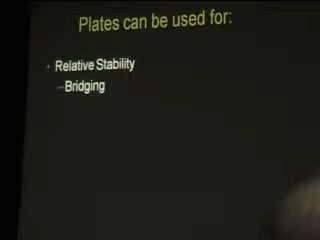 Plates can be used for:
• Relative Stability
–Bridging